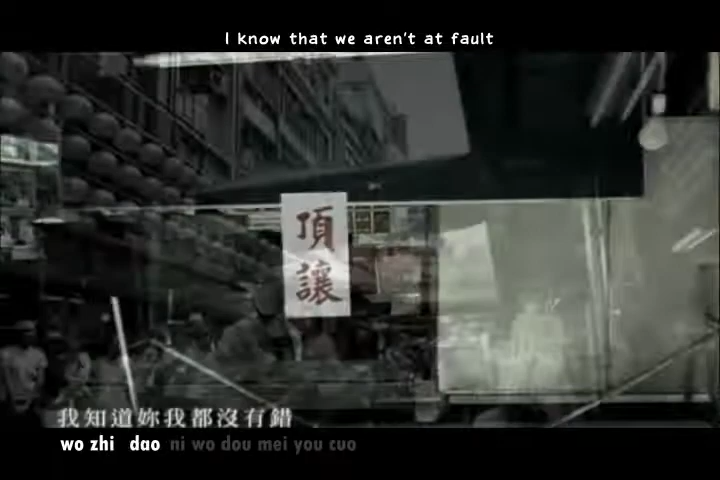 I know that we aren't at fault
頂
讓
我知道妳我都沒有錯
wo zhi dao ni wo dou mei you cuo